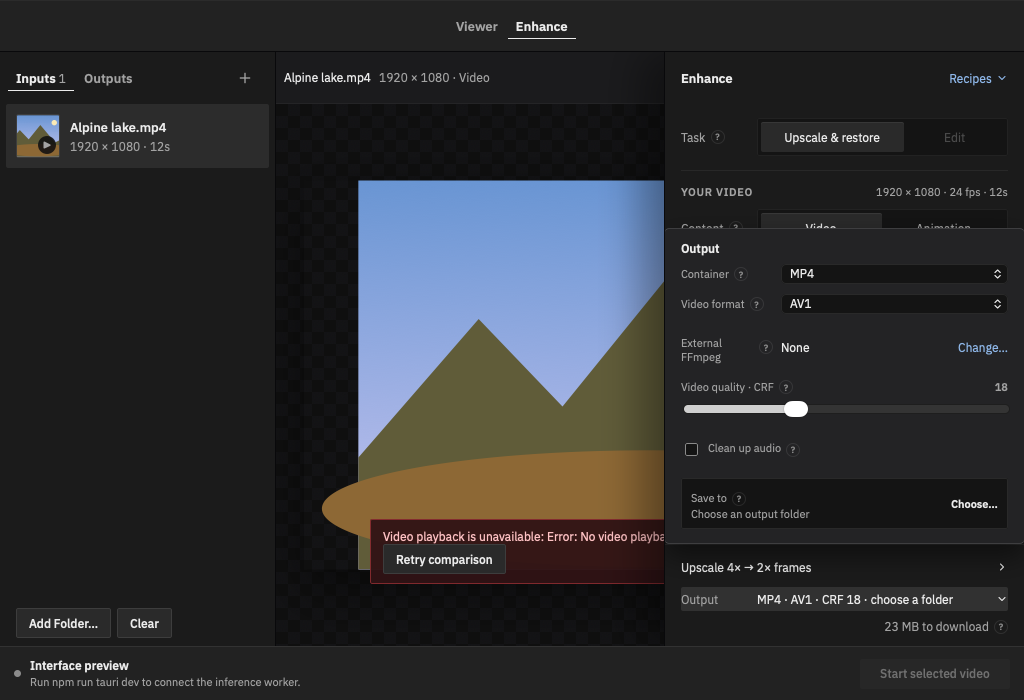 Viewer Enhance
Inputs 1 Outputs +
Alpine lake.mp4
1920 × 1080 · 12s
Alpine lake.mp4 1920 × 1080 · Video
Enhance Recipes
Task ? Upscale & restore Edit
YOUR VIDEO 1920 × 1080 · 24 fps · 12s
Content ? Video Animation
Output
Container ? MP4
Video format ? AV1
External
FFmpeg ? None Change...
Video quality · CRF ? 18
Clean up audio ?
Save to ?
Choose an output folder
Choose...
Video playback is unavailable: Error: No video playba
Retry comparison
Upscale 4× → 2× frames
Output MP4 · AV1 · CRF 18 · choose a folder
23 MB to download ?
Add Folder... Clear
Interface preview
Run npm run tauri dev to connect the inference worker.
Start selected video